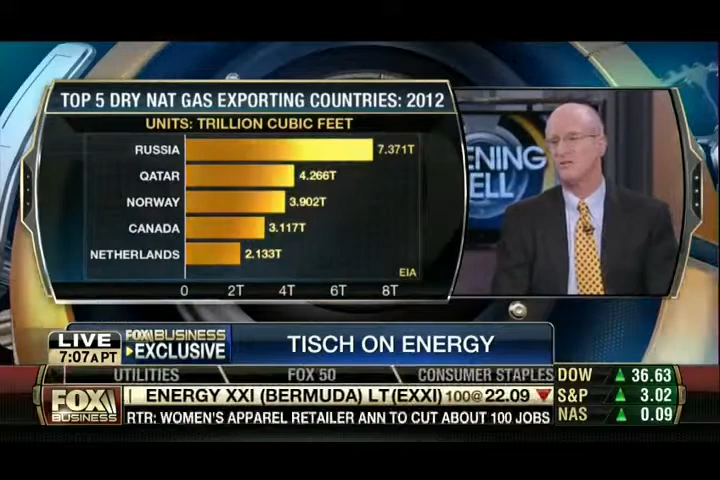 TOP 5 DRY NAT GAS EXPORTING COUNTRIES: 2012
UNITS: TRILLION CUBIC FEET
RUSSIA 7.371T
QATAR 4.266T
NORWAY 3.902T
CANADA 3.117T
NETHERLANDS 2.133T
EIA
0 2T 4T 6T 8T
ENING
ELL
LIVE
7:07A PT
FOX BUSINESS
EXCLUSIVE
TISCH ON ENERGY
UTILITIES FOX 50 CONSUMER STAPLES
DOW 36.63
S&P 3.02
NAS 0.09
FOX
BUSINESS
ENERGY XXI (BERMUDA) LT(EXXI) 100@22.09
RTR: WOMEN'S APPAREL RETAILER ANN TO CUT ABOUT 100 JOBS